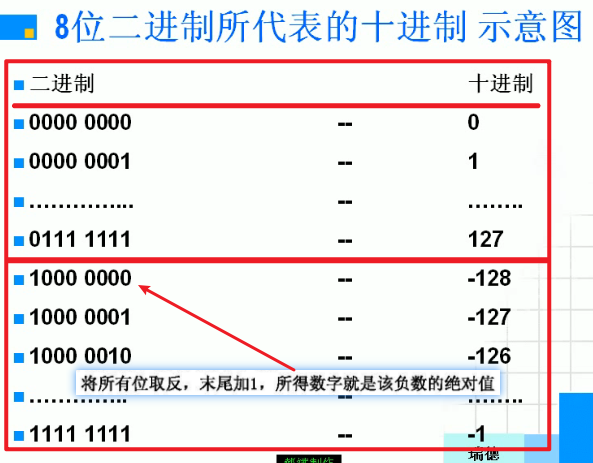 8位二进制所代表的十进制 示意图
二进制 十进制
0000 0000 -- 0
0000 0001 -- 1
.............. -- ........
0111 1111 -- 127
1000 0000 -- -128
1000 0001 -- -127
1000 0010 -- -126
将所有位取反，末尾加1，所得数字就是该负数的绝对值
.............. -- ........
1111 1111 -- -1
瑞德